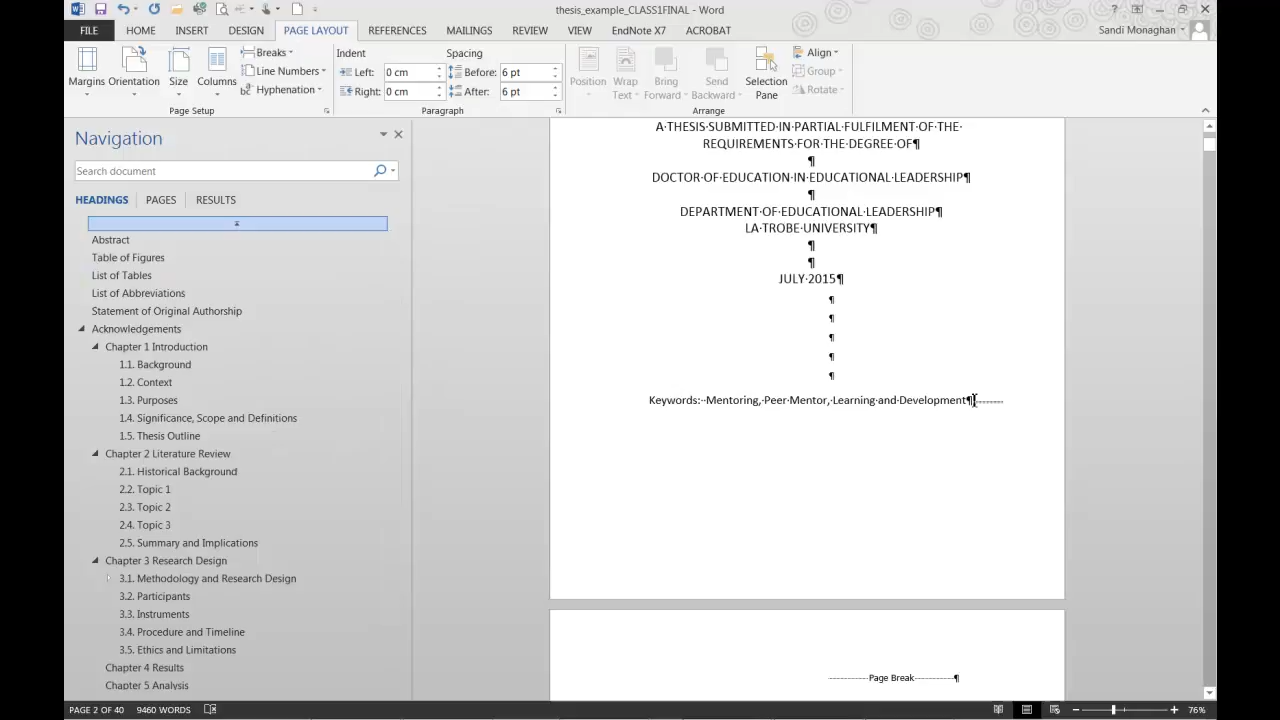 thesis_example_CLASS1FINAL - Word
FILE HOME INSERT DESIGN PAGE LAYOUT REFERENCES MAILINGS REVIEW VIEW EndNote X7 ACROBAT Sandi Monaghan
Margins Orientation Size Columns
Breaks
Line Numbers
Hyphenation
Page Setup
Indent
Left: 0 cm
Right: 0 cm
Spacing
Before: 6 pt
After: 6 pt
Paragraph
Position Wrap Text Bring Forward Send Backward Selection Pane
Align
Group
Rotate
Arrange
Navigation
Search document
HEADINGS PAGES RESULTS
Abstract
Table of Figures
List of Tables
List of Abbreviations
Statement of Original Authorship
Acknowledgements
Chapter 1 Introduction
1.1. Background
1.2. Context
1.3. Purposes
1.4. Significance, Scope and Definitions
1.5. Thesis Outline
Chapter 2 Literature Review
2.1. Historical Background
2.2. Topic 1
2.3. Topic 2
2.4. Topic 3
2.5. Summary and Implications
Chapter 3 Research Design
3.1. Methodology and Research Design
3.2. Participants
3.3. Instruments
3.4. Procedure and Timeline
3.5. Ethics and Limitations
Chapter 4 Results
Chapter 5 Analysis
A·THESIS·SUBMITTED·IN·PARTIAL·FULFILMENT·OF·THE·
REQUIREMENTS·FOR·THE·DEGREE·OF¶
¶
DOCTOR·OF·EDUCATION·IN·EDUCATIONAL·LEADERSHIP¶
¶
DEPARTMENT·OF·EDUCATIONAL·LEADERSHIP¶
LA·TROBE·UNIVERSITY¶
¶
¶
JULY·2015¶
¶
¶
¶
¶
¶
Keywords:··Mentoring,·Peer·Mentor,·Learning·and·Development¶
Page Break¶
PAGE 2 OF 40 9460 WORDS 76%